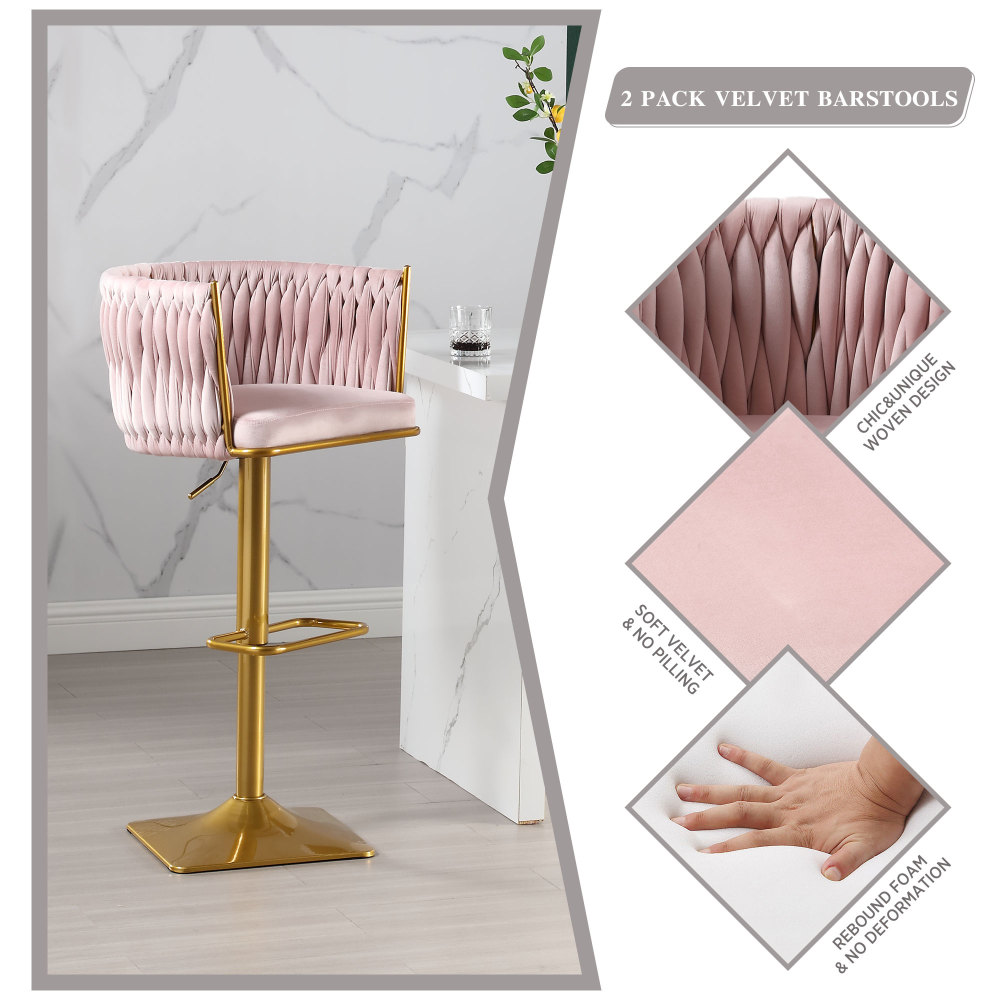 2 PACK VELVET BARSTOOLS
CHIC&UNIQUE
WOVEN DESIGN
SOFT VELVET
& NO PILLING
REBOUND FOAM
& NO DEFORMATION